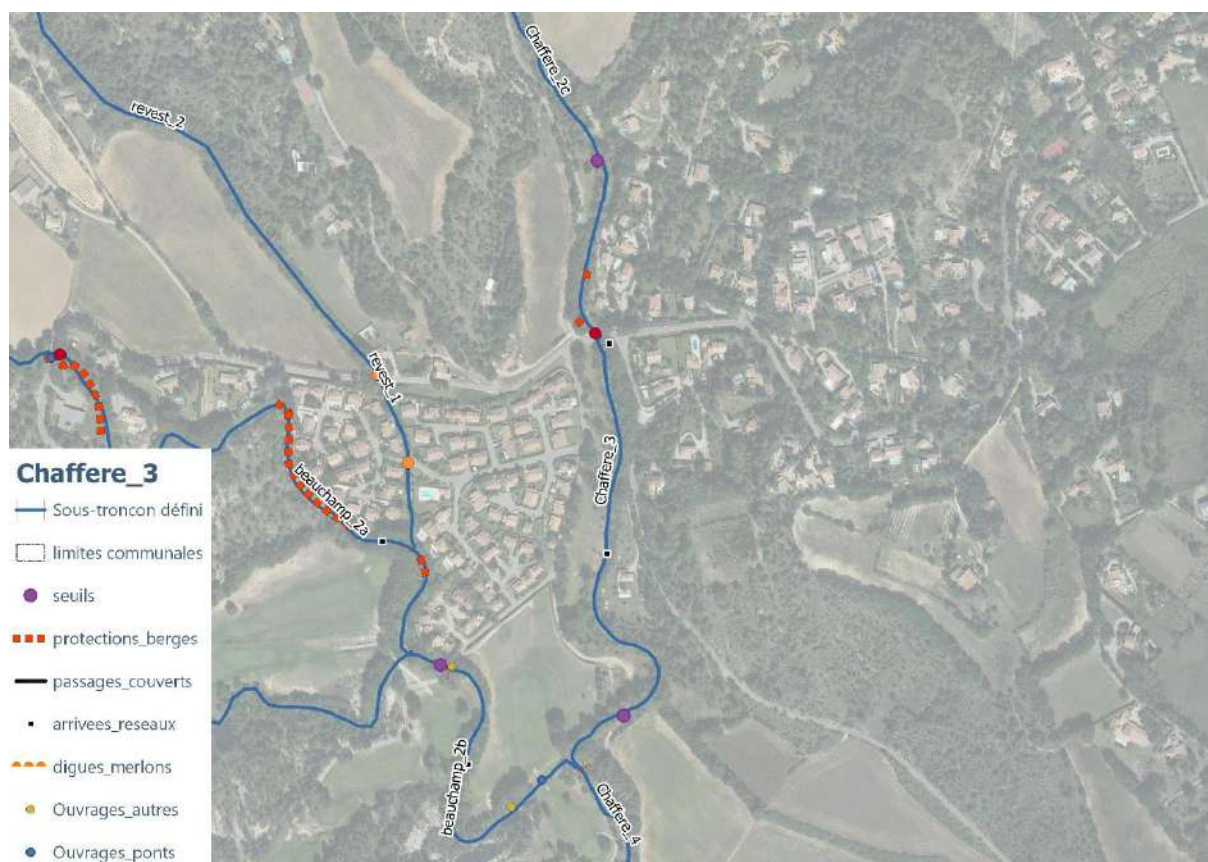 Chaffere_2c
revest_2
revest_1
Chaffere_3
beauchamp_2a
beauchamp_2b
Chaffere_4
Chaffere_3
Sous-troncon défini
limites communales
seuils
protections_berges
passages_couverts
arrivees_reseaux
digues_merlons
Ouvrages_autres
Ouvrages_ponts